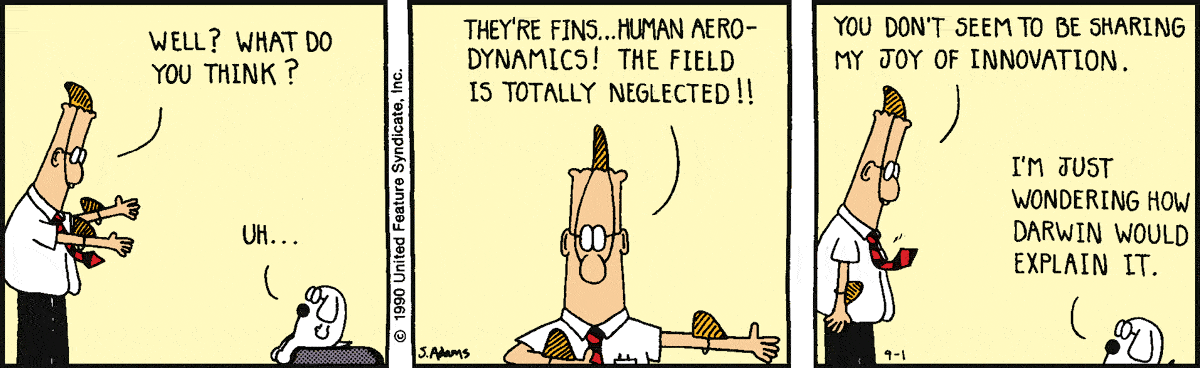 WELL? WHAT DO
YOU THINK?
UH...
© 1990 United Feature Syndicate, Inc.
THEY'RE FINS...HUMAN AERO-
DYNAMICS! THE FIELD
IS TOTALLY NEGLECTED!!
S. Adams
YOU DON'T SEEM TO BE SHARING
MY JOY OF INNOVATION.
I'M JUST
WONDERING HOW
DARWIN WOULD
EXPLAIN IT.
9-1